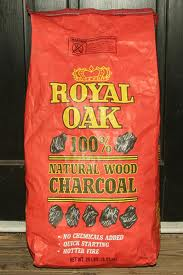 ROYAL
OAK
100%
NATURAL WOOD
CHARCOAL
• NO CHEMICALS ADDED
• QUICK STARTING
• HOTTER FIRE